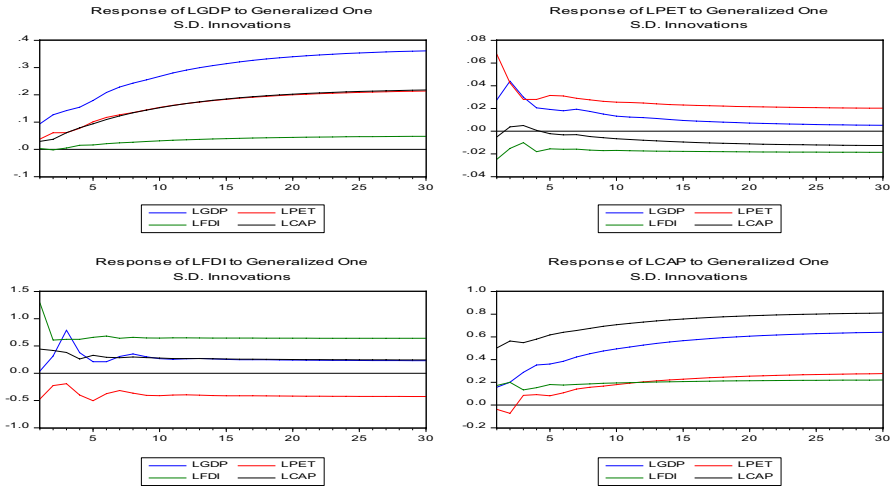 Response of LGDP to Generalized One
S.D. Innovations
.4
.3
.2
.1
.0
-.1
5 10 15 20 25 30
LGDP LPET
LFDI LCAP
Response of LPET to Generalized One
S.D. Innovations
.08
.06
.04
.02
.00
-.02
-.04
5 10 15 20 25 30
LGDP LPET
LFDI LCAP
Response of LFDI to Generalized One
S.D. Innovations
1.5
1.0
0.5
0.0
-0.5
-1.0
5 10 15 20 25 30
LGDP LPET
LFDI LCAP
Response of LCAP to Generalized One
S.D. Innovations
1.0
0.8
0.6
0.4
0.2
0.0
-0.2
5 10 15 20 25 30
LGDP LPET
LFDI LCAP